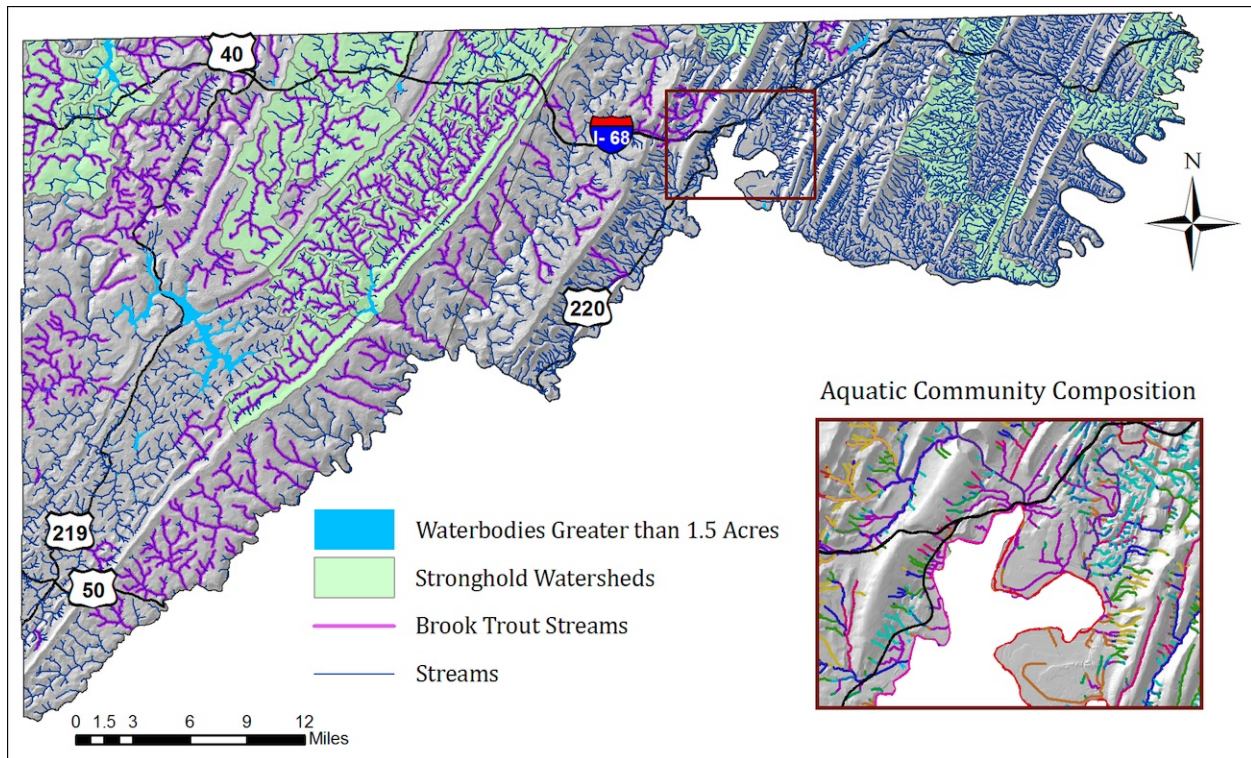 40
I-68
N
220
Aquatic Community Composition
219
50
Waterbodies Greater than 1.5 Acres
Stronghold Watersheds
Brook Trout Streams
Streams
0 1.5 3 6 9 12
Miles